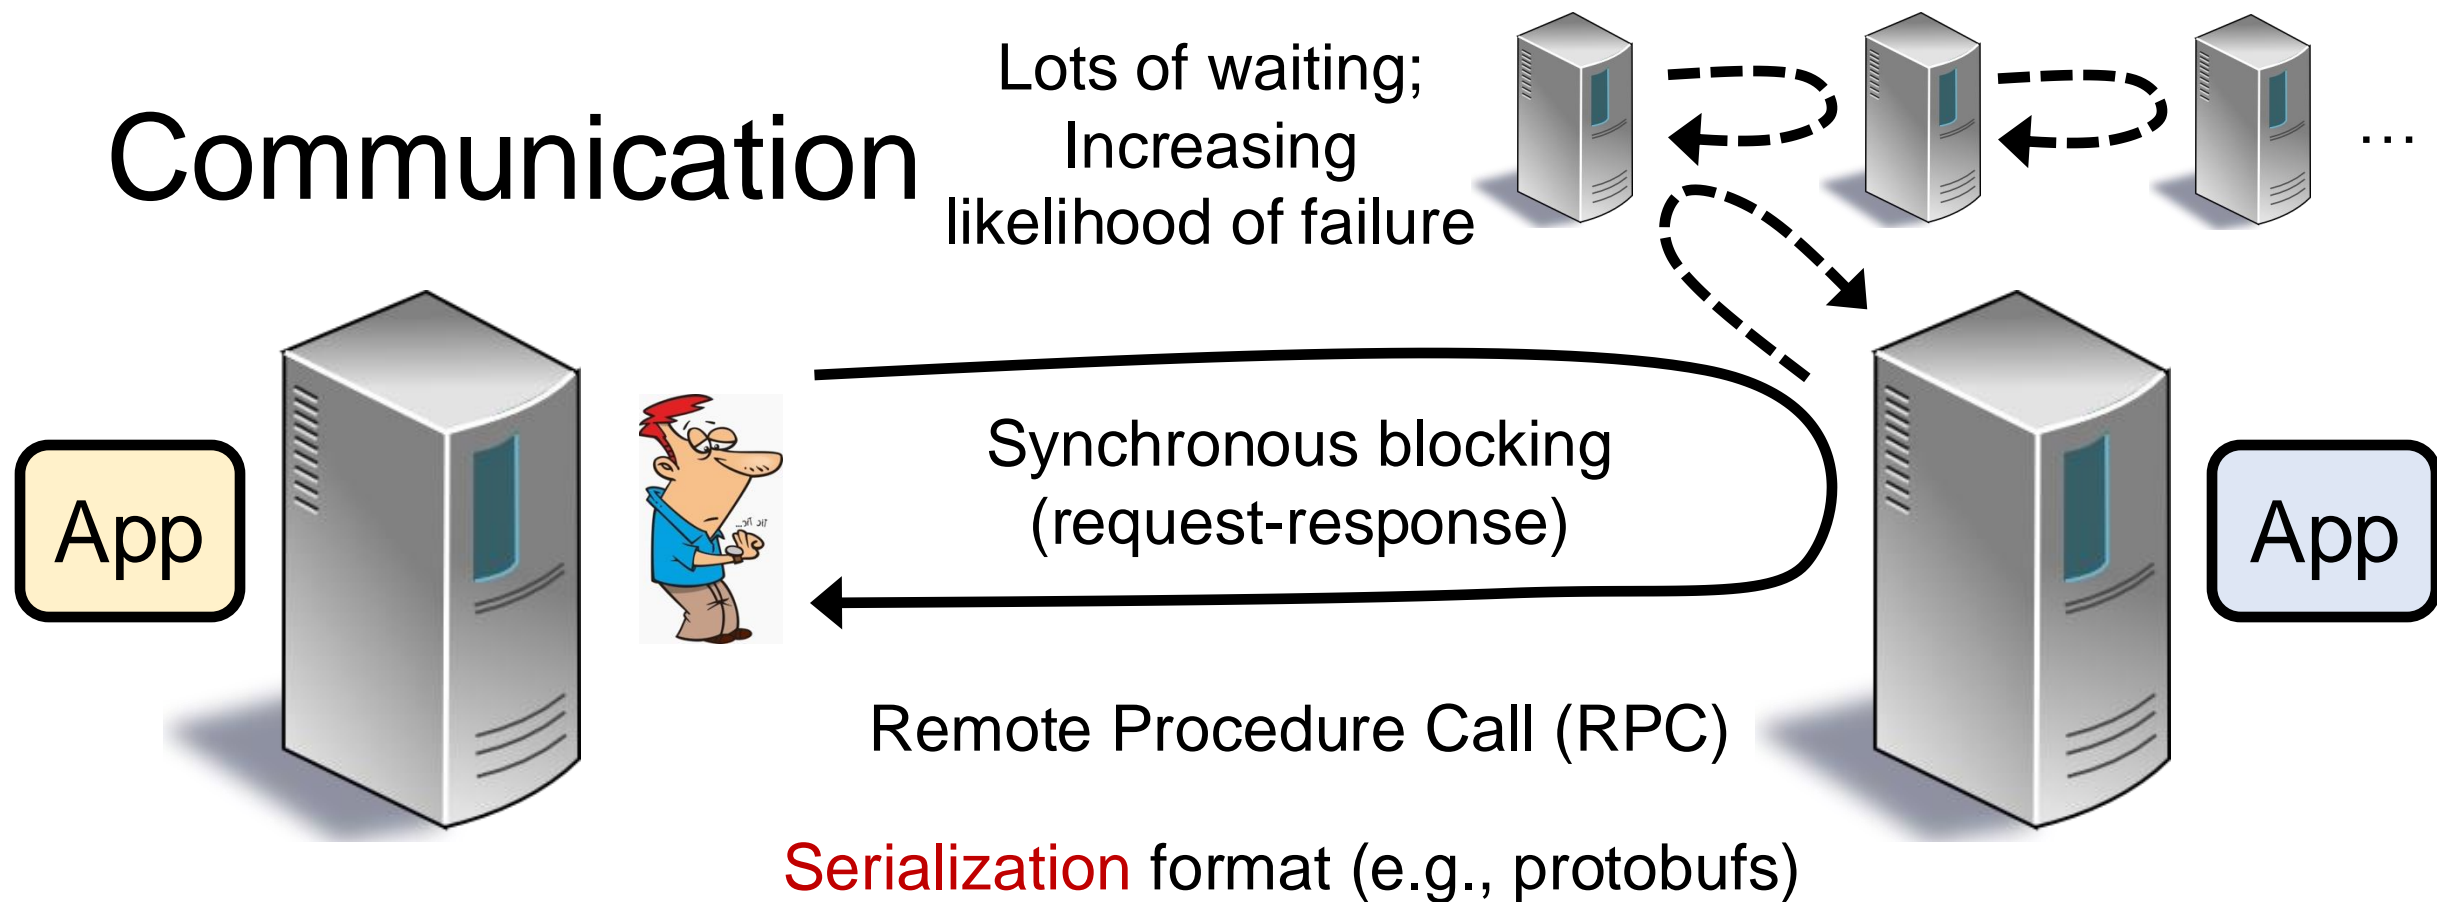 Communication
Lots of waiting;
Increasing
likelihood of failure
...
App
Synchronous blocking
(request-response)
App
Remote Procedure Call (RPC)
Serialization format (e.g., protobufs)